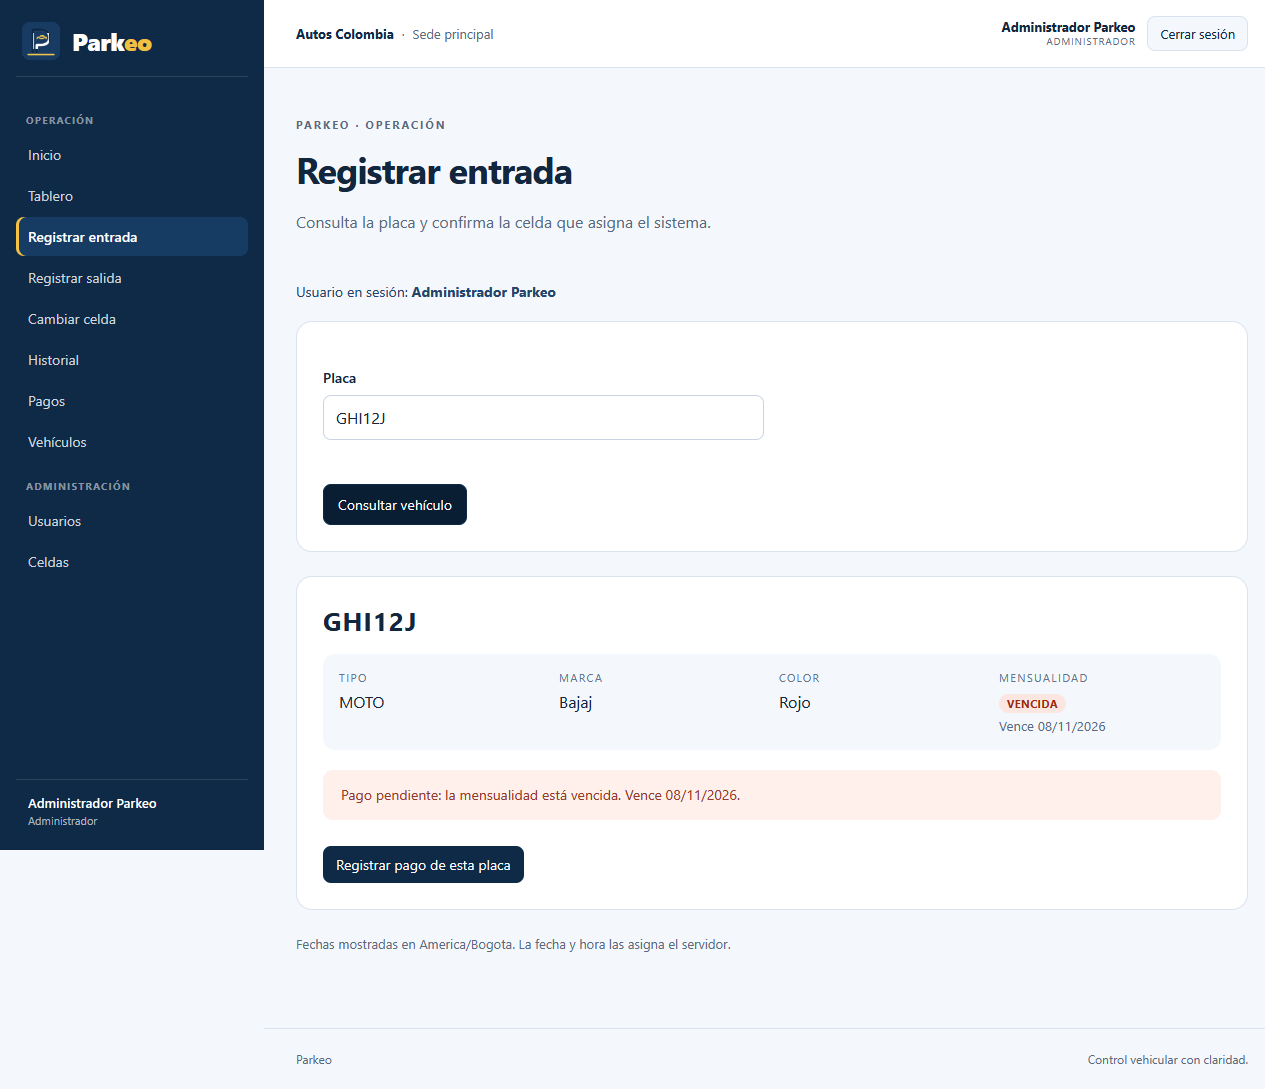 Parkeo
OPERACIÓN
Inicio
Tablero
Registrar entrada
Registrar salida
Cambiar celda
Historial
Pagos
Vehículos
ADMINISTRACIÓN
Usuarios
Celdas
Administrador Parkeo
Administrador
Autos Colombia · Sede principal
Administrador Parkeo
ADMINISTRADOR
Cerrar sesión
PARKEO · OPERACIÓN
Registrar entrada
Consulta la placa y confirma la celda que asigna el sistema.
Usuario en sesión: Administrador Parkeo
Placa
GHI12J
Consultar vehículo
GHI12J
TIPO
MOTO
MARCA
Bajaj
COLOR
Rojo
MENSUALIDAD
VENCIDA
Vence 08/11/2026
Pago pendiente: la mensualidad está vencida. Vence 08/11/2026.
Registrar pago de esta placa
Fechas mostradas en America/Bogota. La fecha y hora las asigna el servidor.
Parkeo
Control vehicular con claridad.